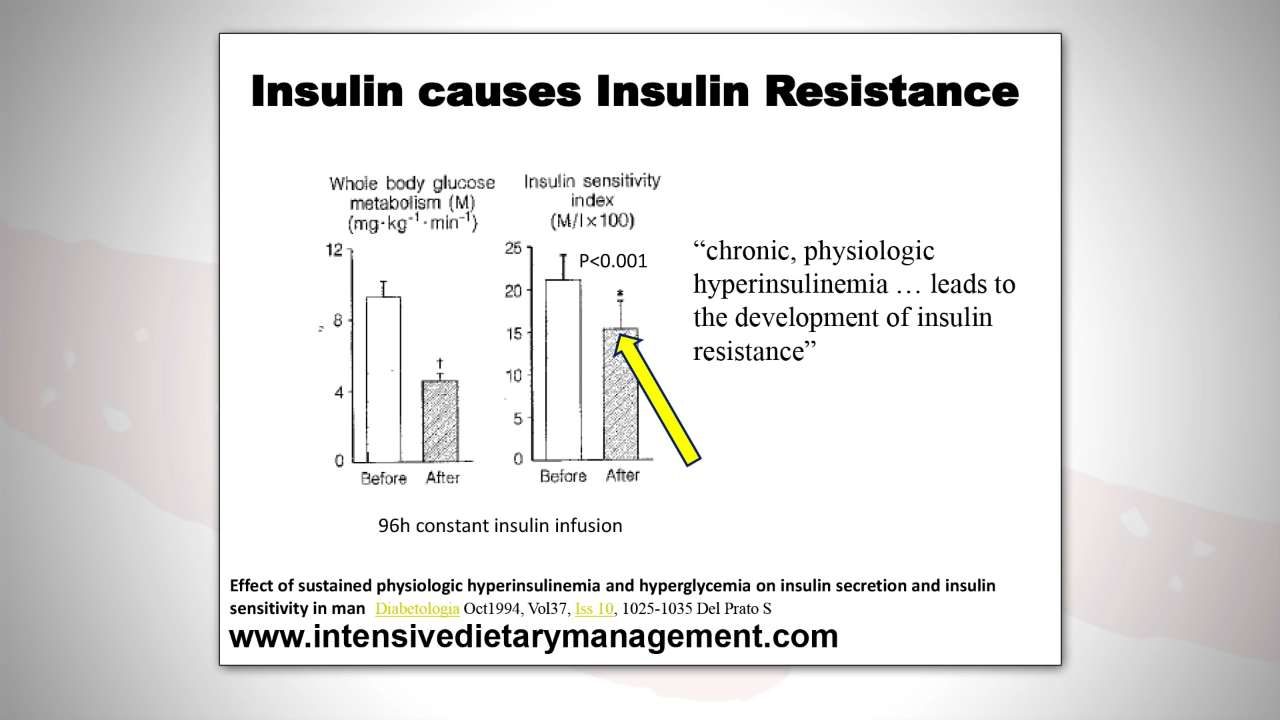 Insulin causes Insulin Resistance
Whole body glucose
metabolism (M)
(mg·kg⁻¹·min⁻¹)
12
8
4
0
†
Before After
Insulin sensitivity
index
(M/I×100)
25
20
15
10
5
0
P<0.001
*
Before After
“chronic, physiologic
hyperinsulinemia … leads to
the development of insulin
resistance”
96h constant insulin infusion
Effect of sustained physiologic hyperinsulinemia and hyperglycemia on insulin secretion and insulin
sensitivity in man Diabetologia Oct1994, Vol37, Iss 10, 1025-1035 Del Prato S
www.intensivedietarymanagement.com